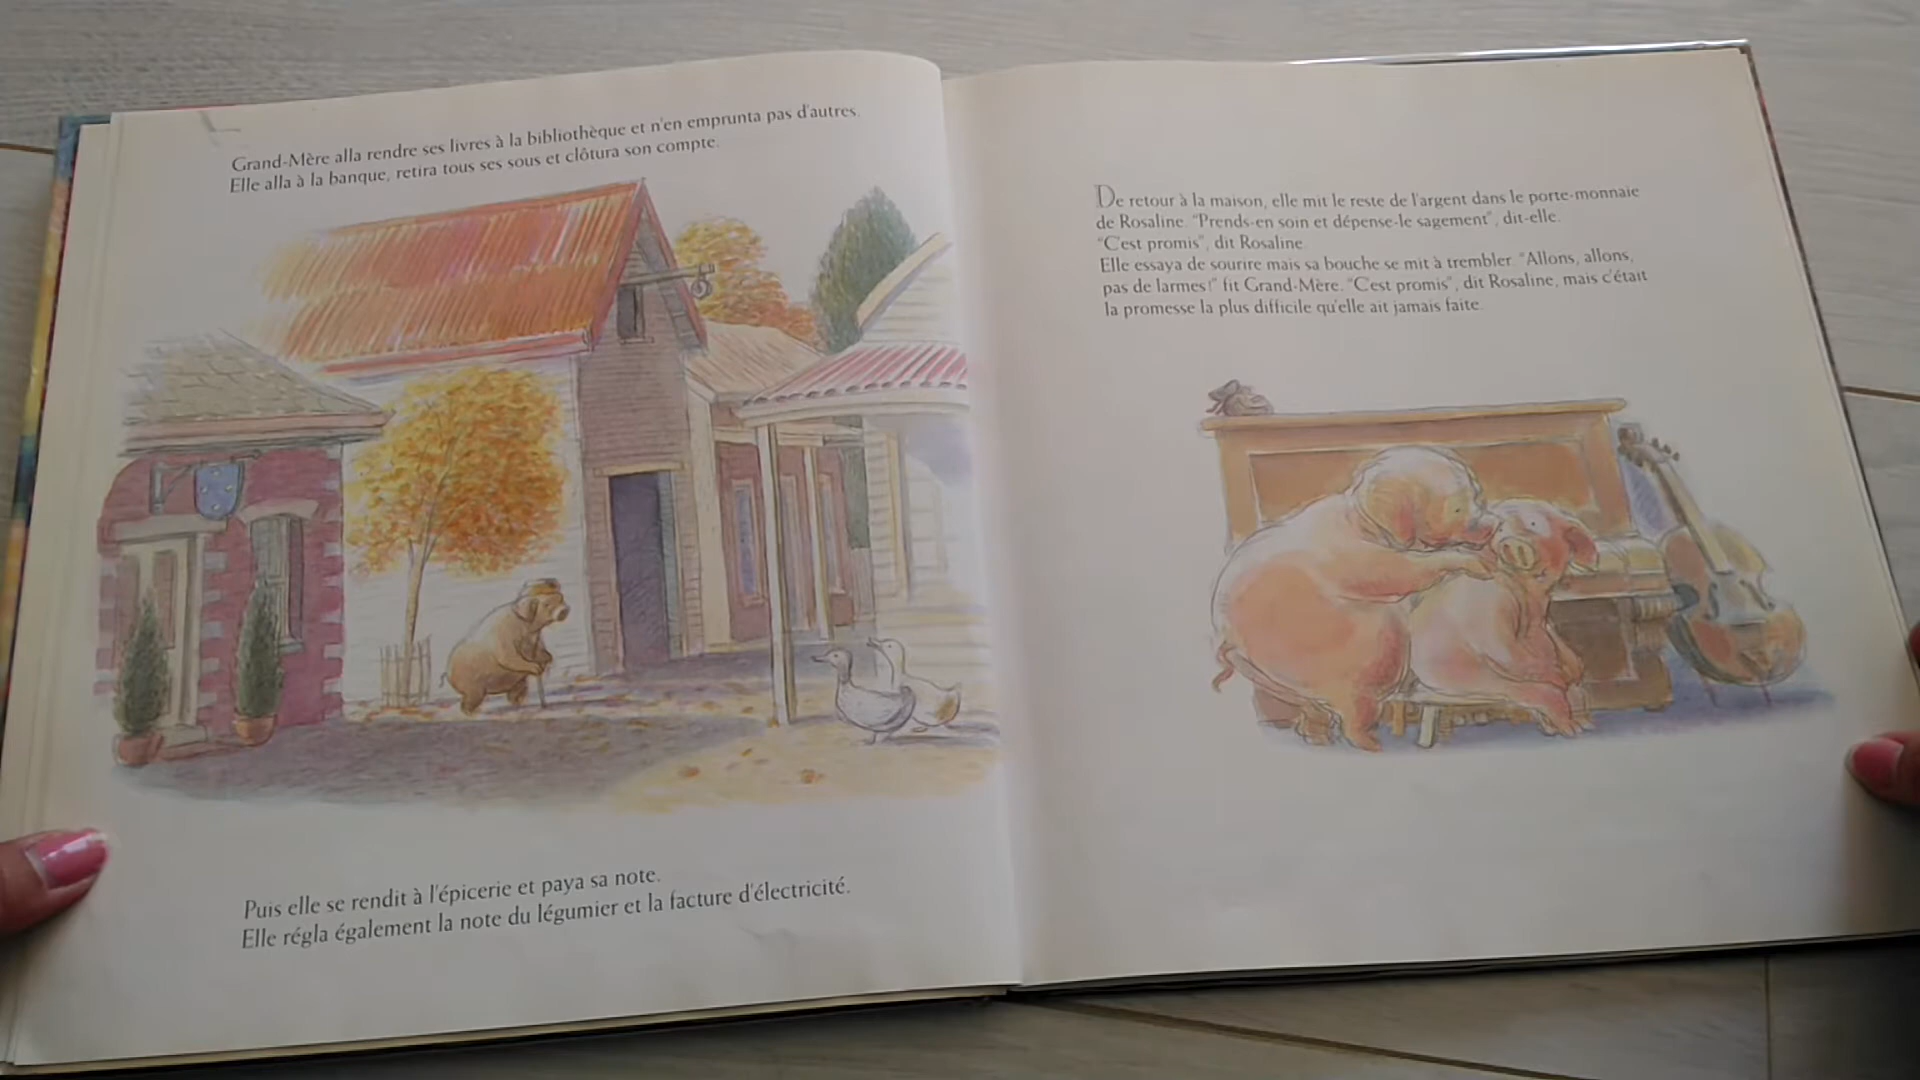 Grand-Mère alla rendre ses livres à la bibliothèque et n'en emprunta pas d'autres.
Elle alla à la banque, retira tous ses sous et clôtura son compte.
Puis elle se rendit à l'épicerie et paya sa note.
Elle régla également la note du légumier et la facture d'électricité.
De retour à la maison, elle mit le reste de l'argent dans le porte-monnaie
de Rosaline. "Prends-en soin et dépense-le sagement", dit-elle.
"C'est promis", dit Rosaline.
Elle essaya de sourire mais sa bouche se mit à trembler. "Allons, allons,
pas de larmes!" fit Grand-Mère. "C'est promis", dit Rosaline, mais c'était
la promesse la plus difficile qu'elle ait jamais faite.